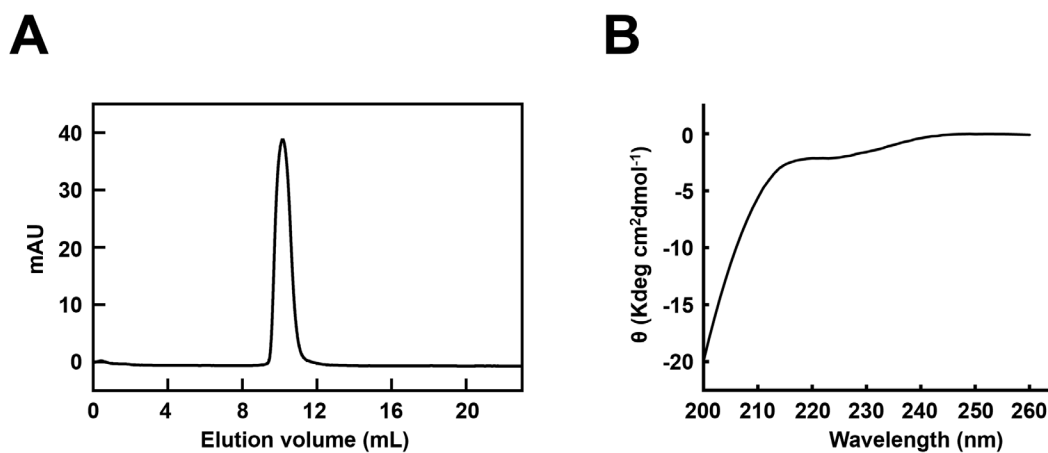 A
mAU
40
30
20
10
0
0 4 8 12 16 20
Elution volume (mL)
B
θ (Kdeg cm²dmol⁻¹)
0
-5
-10
-15
-20
200 210 220 230 240 250 260
Wavelength (nm)